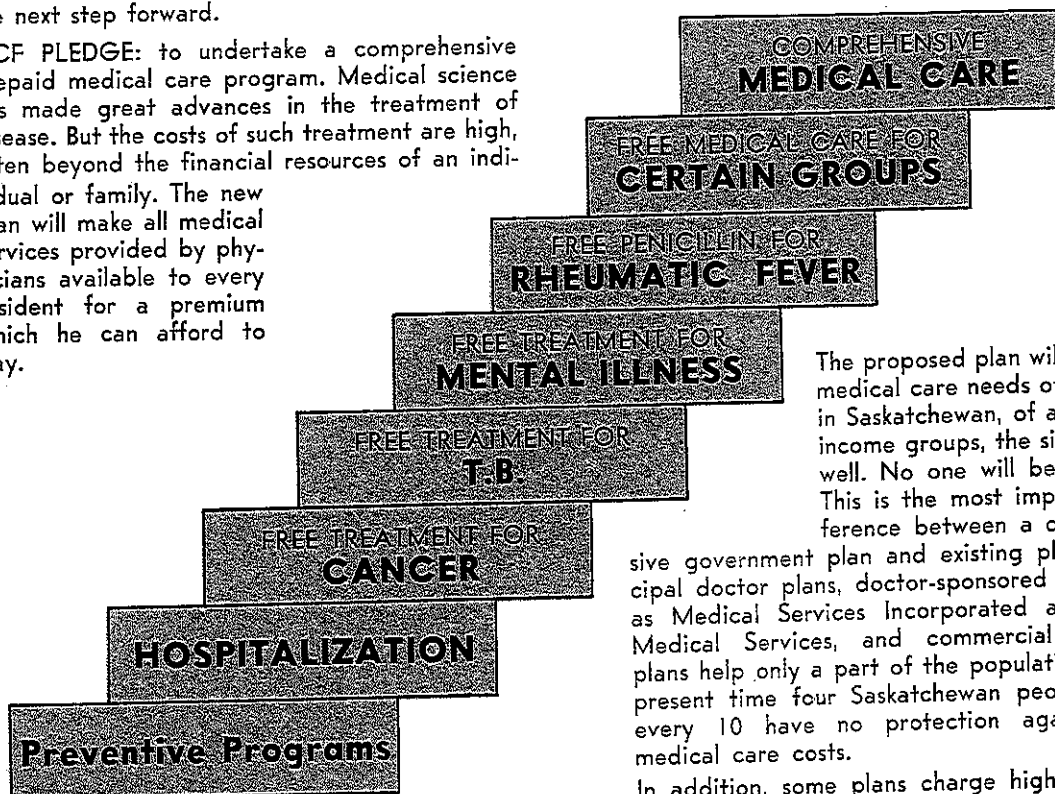 e next step forward.
CF PLEDGE: to undertake a comprehensive
epaid medical care program. Medical science
s made great advances in the treatment of
sease. But the costs of such treatment are high,
ten beyond the financial resources of an indi-
dual or family. The new
an will make all medical
rvices provided by phy-
cians available to every
sident for a premium
hich he can afford to
ay.
COMPREHENSIVE
MEDICAL CARE
FREE MEDICAL CARE FOR
CERTAIN GROUPS
FREE PENICILLIN FOR
RHEUMATIC FEVER
FREE TREATMENT FOR
MENTAL ILLNESS
FREE TREATMENT FOR
T.B.
FREE TREATMENT FOR
CANCER
HOSPITALIZATION
Preventive Programs
The proposed plan wil
medical care needs o
in Saskatchewan, of a
income groups, the si
well. No one will be
This is the most imp
ference between a c
sive government plan and existing pl
cipal doctor plans, doctor-sponsored
as Medical Services Incorporated a
Medical Services, and commercial
plans help only a part of the populati
present time four Saskatchewan peo
every 10 have no protection aga
medical care costs.
In addition, some plans charge high